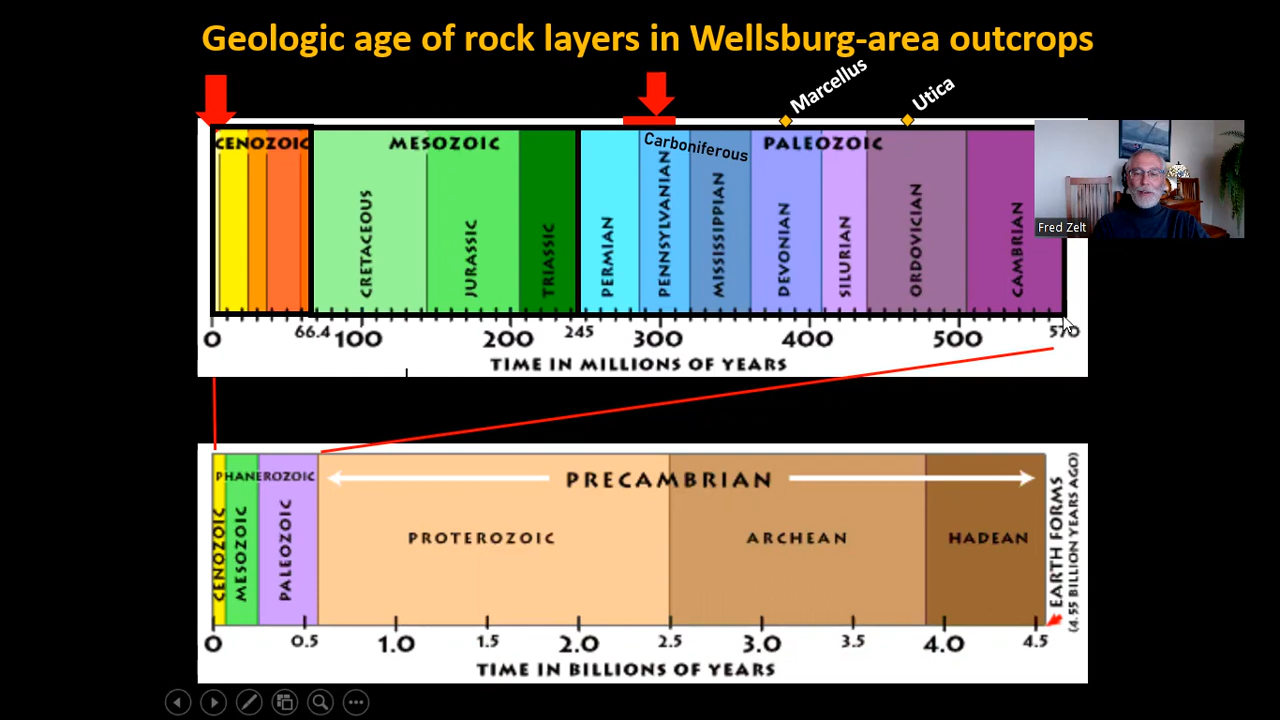 Geologic age of rock layers in Wellsburg-area outcrops
Marcellus
Utica
CENOZOIC
MESOZOIC
Carboniferous
PALEOZOIC
CRETACEOUS
JURASSIC
TRIASSIC
PERMIAN
PENNSYLVANIAN
MISSISSIPPIAN
DEVONIAN
SILURIAN
ORDOVICIAN
CAMBRIAN
Fred Zelt
0 66.4 100 200 245 300 400 500 570
TIME IN MILLIONS OF YEARS
PHANEROZOIC
PRECAMBRIAN
CENOZOIC
MESOZOIC
PALEOZOIC
PROTEROZOIC
ARCHEAN
HADEAN
EARTH FORMS
(4.55 BILLION YEARS AGO)
0 0.5 1.0 1.5 2.0 2.5 3.0 3.5 4.0 4.5
TIME IN BILLIONS OF YEARS